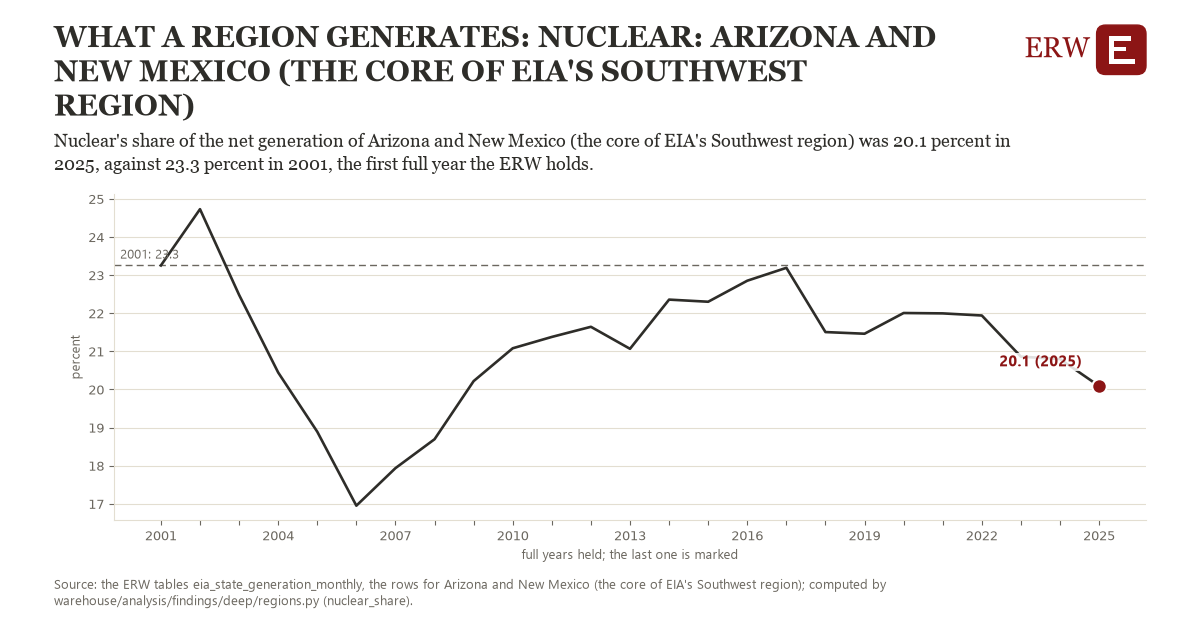 WHAT A REGION GENERATES: NUCLEAR: ARIZONA AND
NEW MEXICO (THE CORE OF EIA'S SOUTHWEST
REGION)
ERW E
Nuclear's share of the net generation of Arizona and New Mexico (the core of EIA's Southwest region) was 20.1 percent in
2025, against 23.3 percent in 2001, the first full year the ERW holds.
25
24
2001: 23.3
23
22
21
20.1 (2025)
percent
20
19
18
17
2001 2004 2007 2010 2013 2016 2019 2022 2025
full years held; the last one is marked
Source: the ERW tables eia_state_generation_monthly, the rows for Arizona and New Mexico (the core of EIA's Southwest region); computed by
warehouse/analysis/findings/deep/regions.py (nuclear_share).